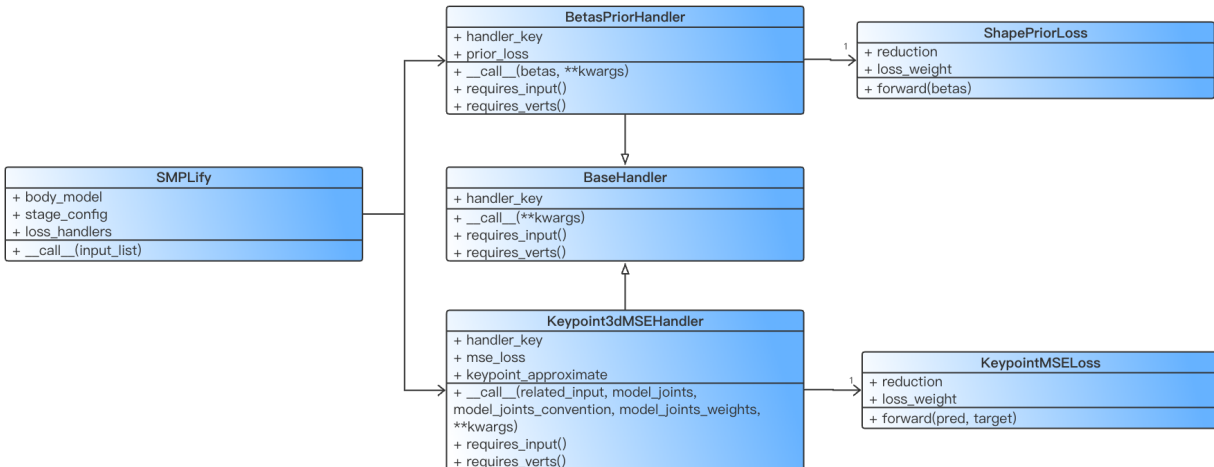 BetasPriorHandler
+ handler_key
+ prior_loss
+ __call__(betas, **kwargs)
+ requires_input()
+ requires_verts()
1
ShapePriorLoss
+ reduction
+ loss_weight
+ forward(betas)
SMPLify
+ body_model
+ stage_config
+ loss_handlers
+ __call__(input_list)
BaseHandler
+ handler_key
+ __call__(**kwargs)
+ requires_input()
+ requires_verts()
Keypoint3dMSEHandler
+ handler_key
+ mse_loss
+ keypoint_approximate
+ __call__(related_input, model_joints,
model_joints_convention, model_joints_weights,
**kwargs)
+ requires_input()
+ requires_verts()
1
KeypointMSELoss
+ reduction
+ loss_weight
+ forward(pred, target)